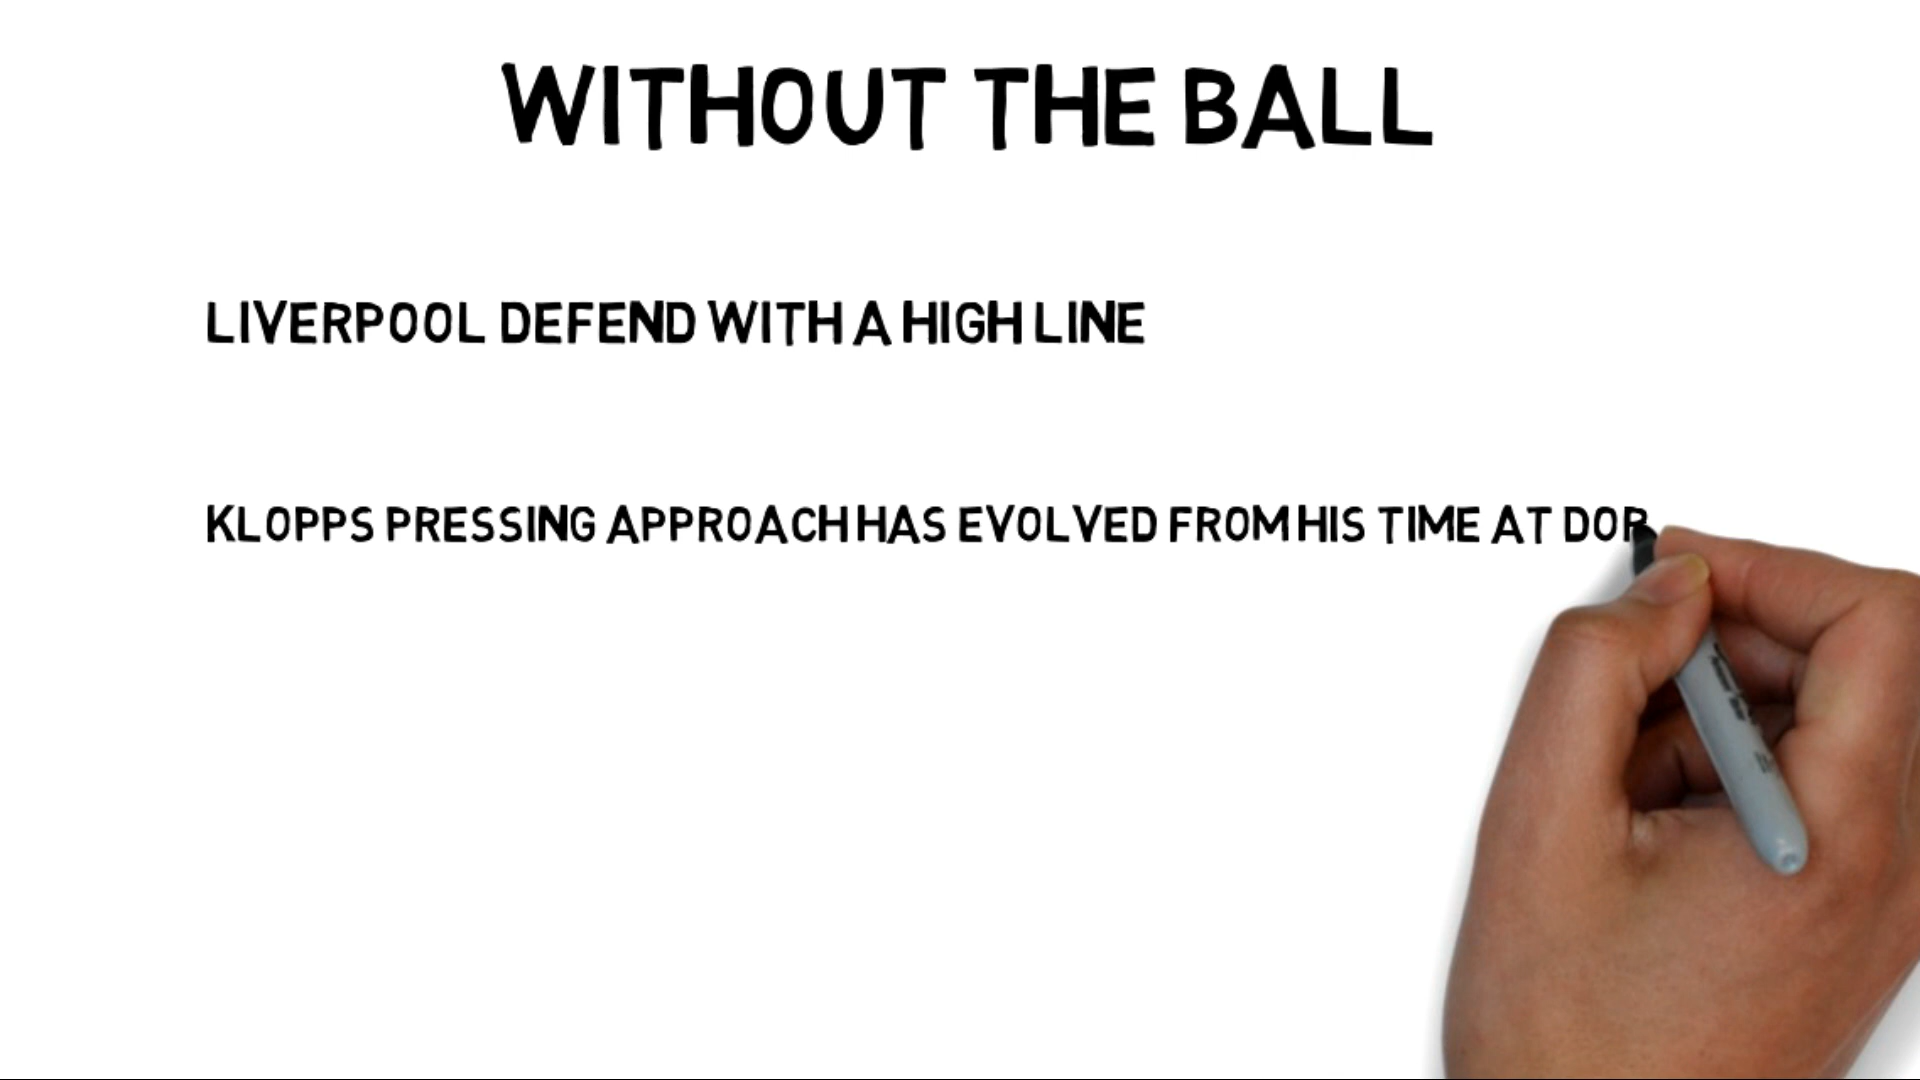 WITHOUT THE BALL
LIVERPOOL DEFEND WITH A HIGH LINE
KLOPPS PRESSING APPROACH HAS EVOLVED FROM HIS TIME AT DOR